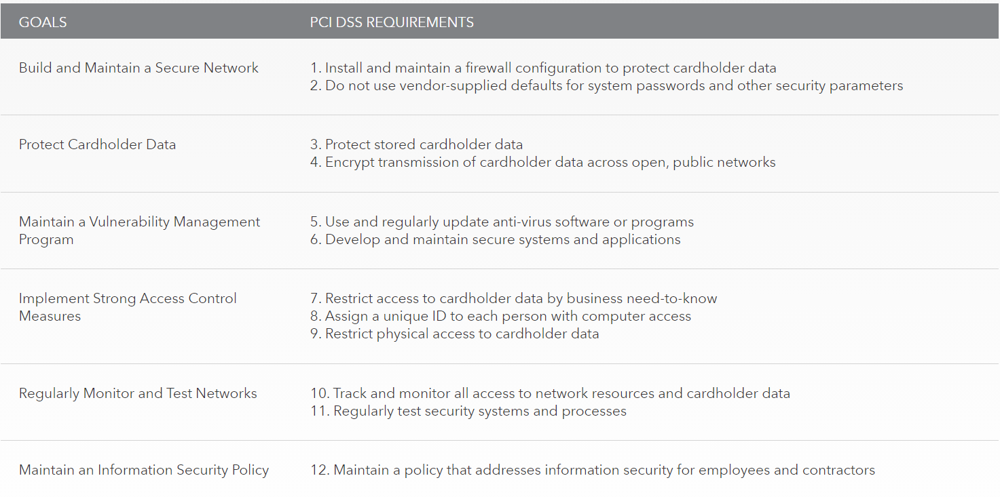 GOALS
PCI DSS REQUIREMENTS
Build and Maintain a Secure Network
1. Install and maintain a firewall configuration to protect cardholder data
2. Do not use vendor-supplied defaults for system passwords and other security parameters
Protect Cardholder Data
3. Protect stored cardholder data
4. Encrypt transmission of cardholder data across open, public networks
Maintain a Vulnerability Management
Program
5. Use and regularly update anti-virus software or programs
6. Develop and maintain secure systems and applications
Implement Strong Access Control
Measures
7. Restrict access to cardholder data by business need-to-know
8. Assign a unique ID to each person with computer access
9. Restrict physical access to cardholder data
Regularly Monitor and Test Networks
10. Track and monitor all access to network resources and cardholder data
11. Regularly test security systems and processes
Maintain an Information Security Policy
12. Maintain a policy that addresses information security for employees and contractors